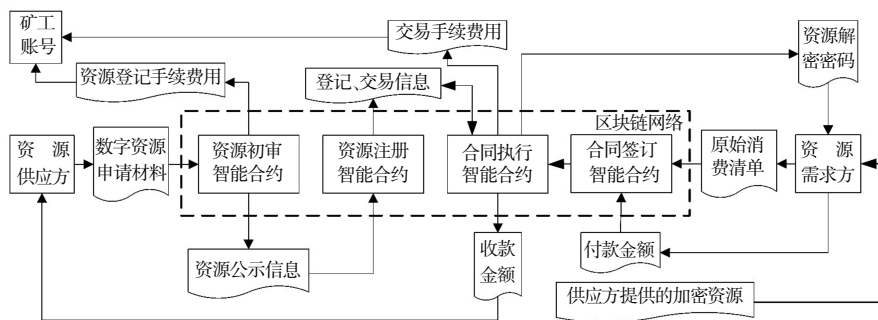 矿工
账号
交易手续费用
资源解
密密码
资源登记手续费用
登记、交易信息
区块链网络
资 源
供应方
数字资源
申请材料
资源初审
智能合约
资源注册
智能合约
合同执行
智能合约
合同签订
智能合约
原始消
费清单
资 源
需求方
资源公示信息
收款
金额
付款金额
供应方提供的加密资源